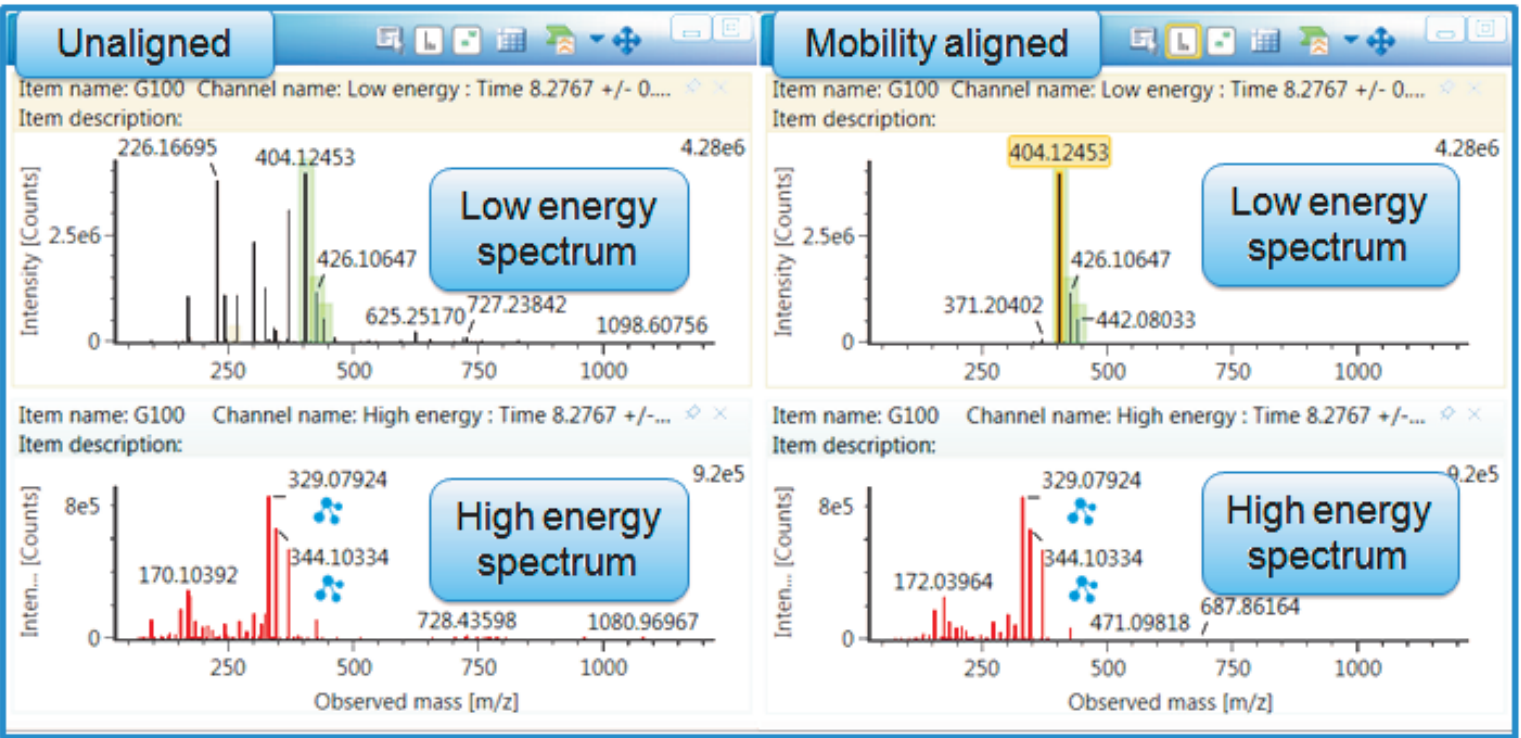 Unaligned
Item name: G100 Channel name: Low energy : Time 8.2767 +/- 0....
Item description:
226.16695
404.12453
4.28e6
Low energy
spectrum
Intensity [Counts]
2.5e6
426.10647
625.25170
727.23842
1098.60756
0
250
500
750
1000
Item name: G100 Channel name: High energy : Time 8.2767 +/-...
Item description:
329.07924
9.2e5
High energy
spectrum
Inten... [Counts]
8e5
344.10334
170.10392
728.43598
1080.96967
0
250
500
750
1000
Observed mass [m/z]
Mobility aligned
Item name: G100 Channel name: Low energy : Time 8.2767 +/- 0....
Item description:
404.12453
4.28e6
Low energy
spectrum
Intensity [Counts]
2.5e6
426.10647
371.20402
442.08033
0
250
500
750
1000
Item name: G100 Channel name: High energy : Time 8.2767 +/-...
Item description:
329.07924
9.2e5
High energy
spectrum
Inten... [Counts]
8e5
344.10334
172.03964
471.09818
687.86164
0
250
500
750
1000
Observed mass [m/z]